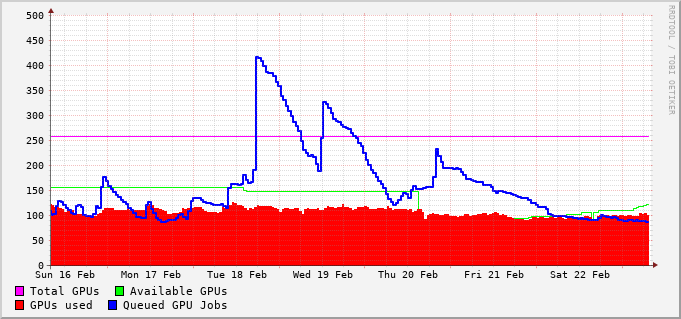 500
450
400
350
300
250
200
150
100
50
0
Sun 16 Feb Mon 17 Feb Tue 18 Feb Wed 19 Feb Thu 20 Feb Fri 21 Feb Sat 22 Feb
Total GPUs Available GPUs
GPUs used Queued GPU Jobs
RRDTOOL / TOBI OETIKER